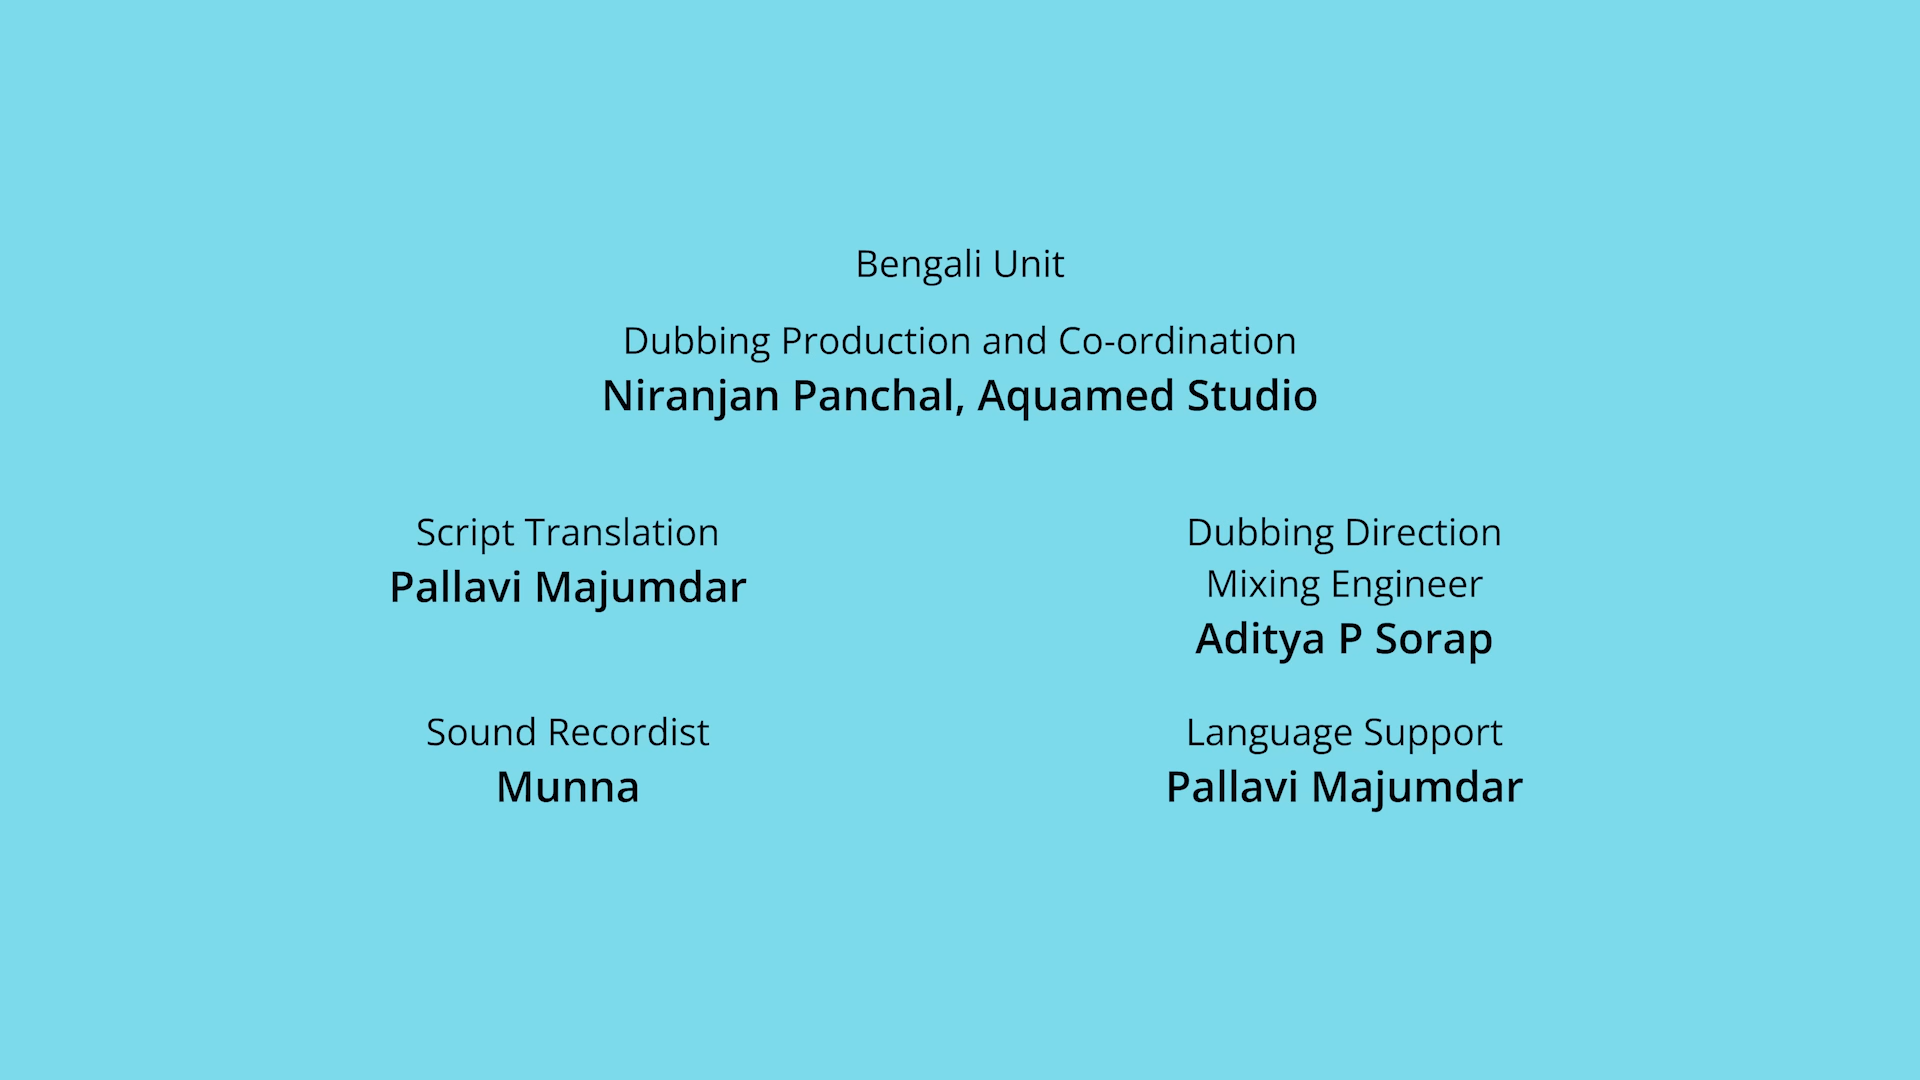 Bengali Unit
Dubbing Production and Co-ordination
Niranjan Panchal, Aquamed Studio
Script Translation
Pallavi Majumdar
Dubbing Direction
Mixing Engineer
Aditya P Sorap
Sound Recordist
Munna
Language Support
Pallavi Majumdar